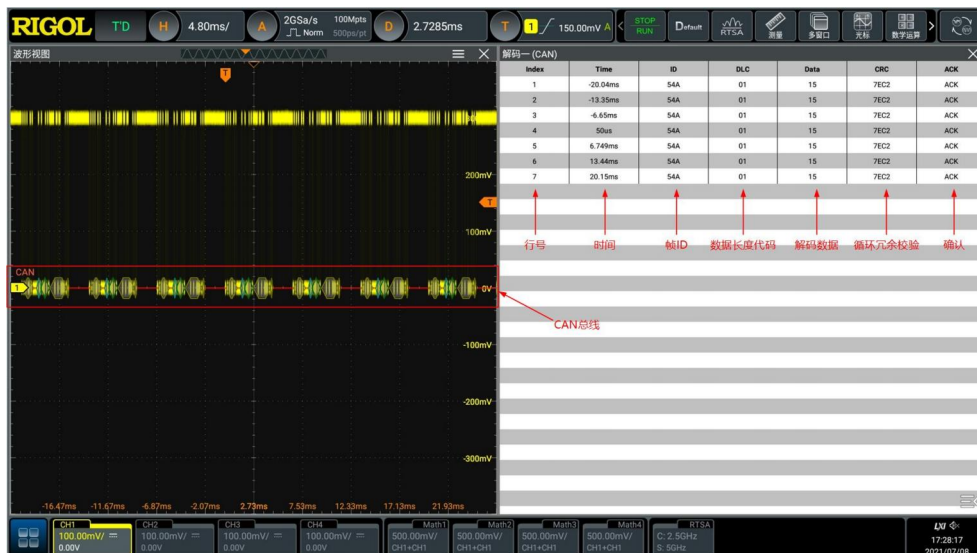 RIGOL T'D H 4.80ms/ A 2GSa/s 100Mpts Norm 500ps/pt D 2.7285ms T 1 150.00mV A STOP RUN Default RTSA 测量 多窗口 光标 数学运算
波形视图
解码一 (CAN)
Index Time ID DLC Data CRC ACK
1 -20.04ms 54A 01 15 7EC2 ACK
2 -13.35ms 54A 01 15 7EC2 ACK
3 -6.65ms 54A 01 15 7EC2 ACK
4 50us 54A 01 15 7EC2 ACK
5 6.749ms 54A 01 15 7EC2 ACK
6 13.44ms 54A 01 15 7EC2 ACK
7 20.15ms 54A 01 15 7EC2 ACK
行号 时间 帧ID 数据长度代码 解码数据 循环冗余校验 确认
T
200mV
T
100mV
CAN
1
0V
CAN总线
-100mV
-200mV
-300mV
-16.47ms -11.67ms -6.87ms -2.07ms 2.73ms 7.53ms 12.33ms 17.13ms 21.93ms
CH1 CH2 CH3 CH4 Math1 Math2 Math3 Math4 RTSA
100.00mV/ 100.00mV/ 100.00mV/ 100.00mV/ 500.00mV/ 500.00mV/ 500.00mV/ 500.00mV/ C: 2.5GHz
0.00V 0.00V 0.00V 0.00V CH1+CH1 CH1+CH1 CH1+CH1 CH1+CH1 S: 5GHz
LXI
17:28:17
2021/07/08